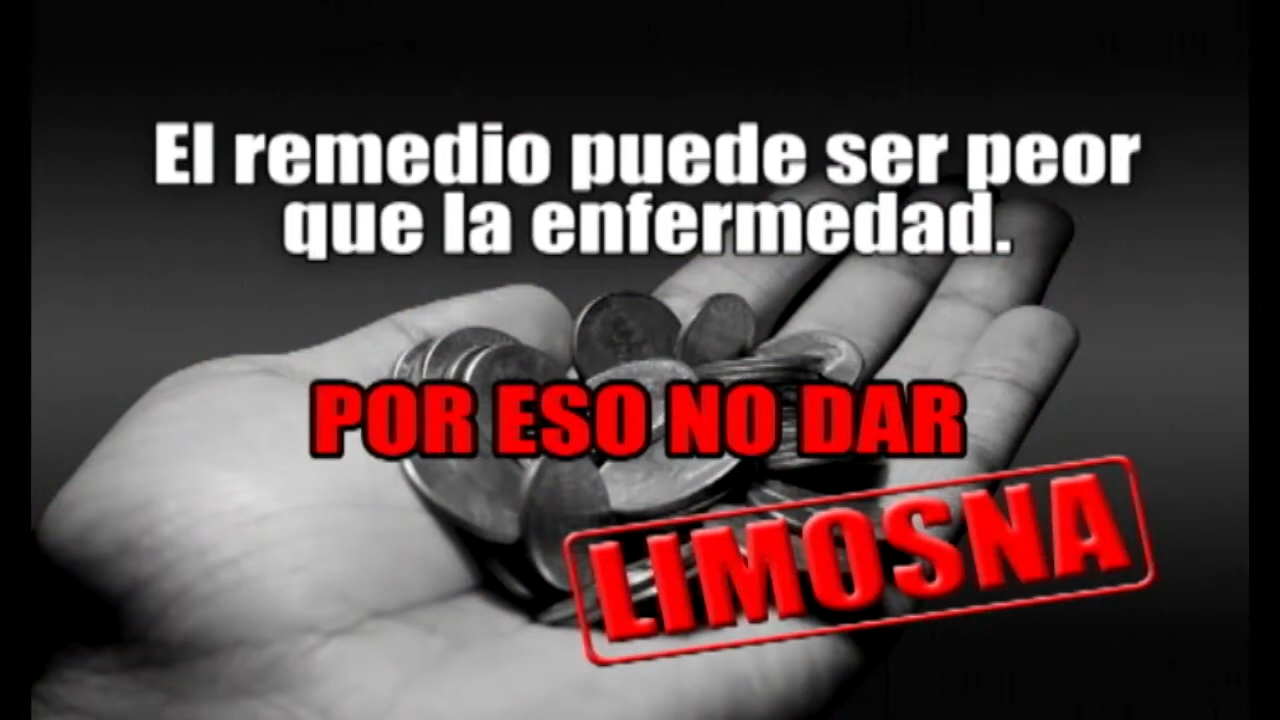 El remedio puede ser peor
que la enfermedad.
POR ESO NO DAR
LIMOSNA